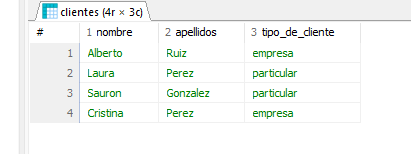 clientes (4r × 3c)
# 1 nombre 2 apellidos 3 tipo_de_cliente
1 Alberto Ruiz empresa
2 Laura Perez particular
3 Sauron Gonzalez particular
4 Cristina Perez empresa